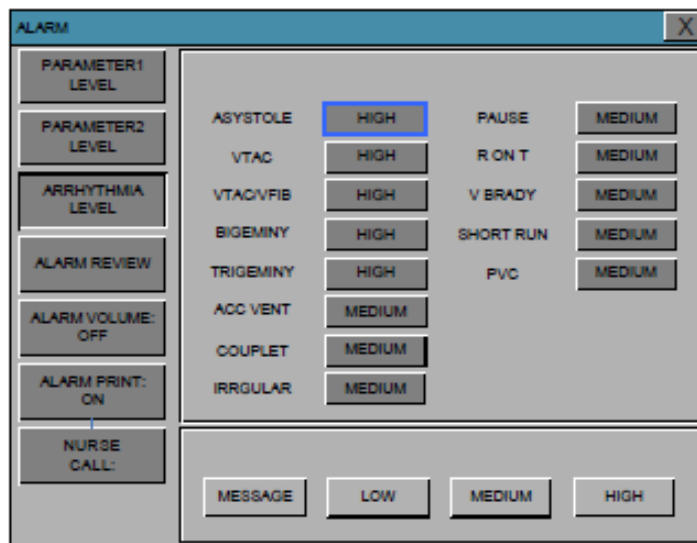 ALARM X
PARAMETER1
LEVEL
PARAMETER2
LEVEL
ARRHYTHMIA
LEVEL
ALARM REVIEW
ALARM VOLUME:
OFF
ALARM PRINT:
ON
NURSE
CALL:
ASYSTOLE HIGH PAUSE MEDIUM
VTAC HIGH R ON T MEDIUM
VTAC/VFIB HIGH V BRADY MEDIUM
BIGEMINY HIGH SHORT RUN MEDIUM
TRIGEMINY HIGH PVC MEDIUM
ACC VENT MEDIUM
COUPLET MEDIUM
IRRGULAR MEDIUM
MESSAGE LOW MEDIUM HIGH